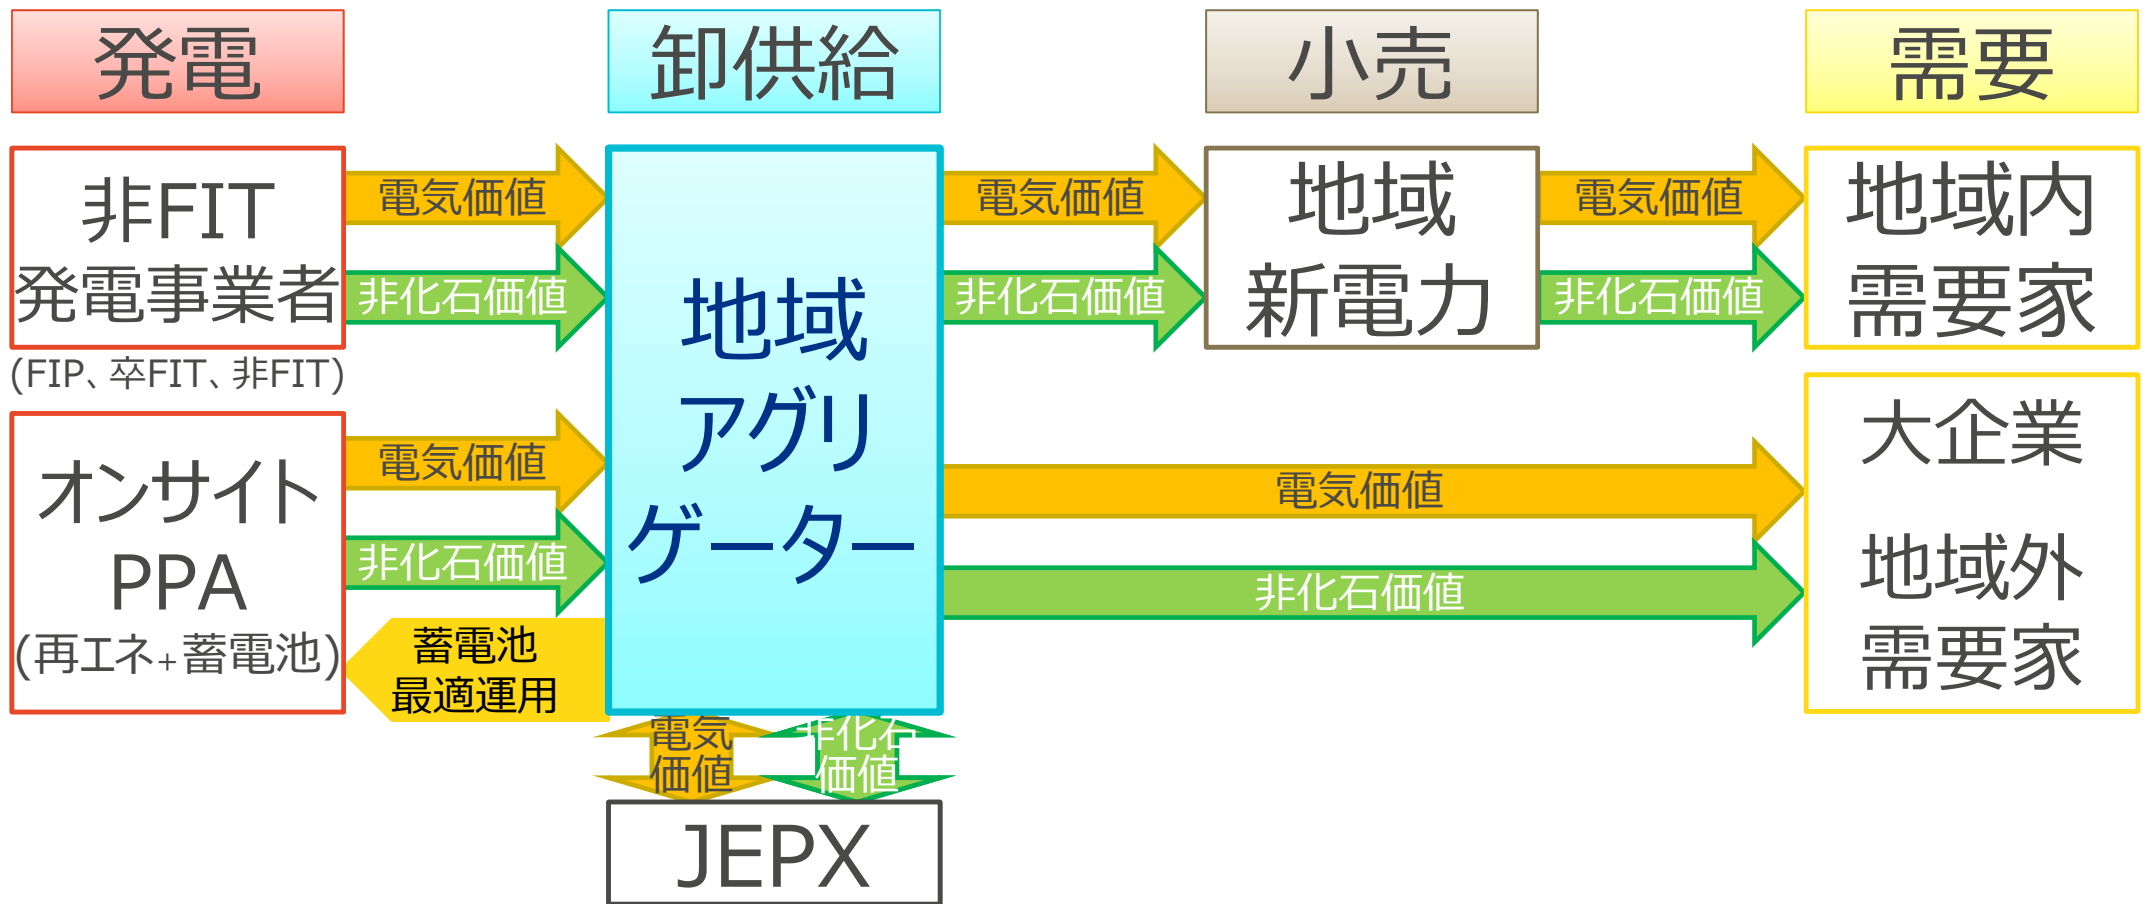 発電
卸供給
小売
需要
非FIT
発電事業者
(FIP、卒FIT、非FIT)
電気価値
非化石価値
オンサイト
PPA
(再エネ+蓄電池)
電気価値
非化石価値
蓄電池
最適運用
地域
アグリ
ゲーター
電気価値
非化石価値
地域
新電力
電気価値
非化石価値
地域内
需要家
電気価値
非化石価値
大企業
地域外
需要家
電気
価値
非化石
価値
JEPX